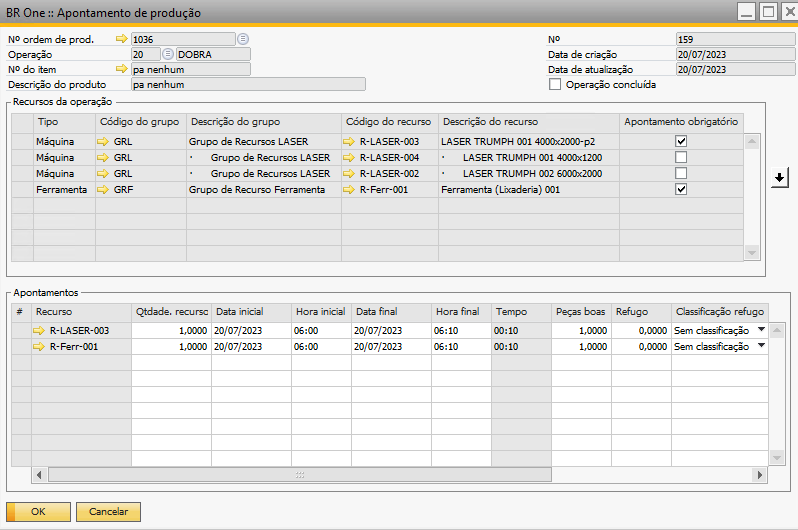 BR One :: Apontamento de produção
Nº ordem de prod. 1036 Nº 159
Operação 20 DOBRA Data de criação 20/07/2023
Nº do item pa nenhum Data de atualização 20/07/2023
Descrição do produto pa nenhum Operação concluída
Recursos da operação
Tipo Código do grupo Descrição do grupo Código do recurso Descrição do recurso Apontamento obrigatório
Máquina GRL Grupo de Recursos LASER R-LASER-003 LASER TRUMPH 001 4000x2000-p2
Máquina GRL · Grupo de Recursos LASER R-LASER-004 · LASER TRUMPH 001 4000x1200
Máquina GRL · Grupo de Recursos LASER R-LASER-002 · LASER TRUMPH 002 6000x2000
Ferramenta GRF Grupo de Recurso Ferramenta R-Ferr-001 Ferramenta (Lixaderia) 001
Apontamentos
# Recurso Qtdade. recurso Data inicial Hora inicial Data final Hora final Tempo Peças boas Refugo Classificação refugo
R-LASER-003 1,0000 20/07/2023 06:00 20/07/2023 06:10 00:10 1,0000 0,0000 Sem classificação
R-Ferr-001 1,0000 20/07/2023 06:00 20/07/2023 06:10 00:10 1,0000 0,0000 Sem classificação
OK Cancelar